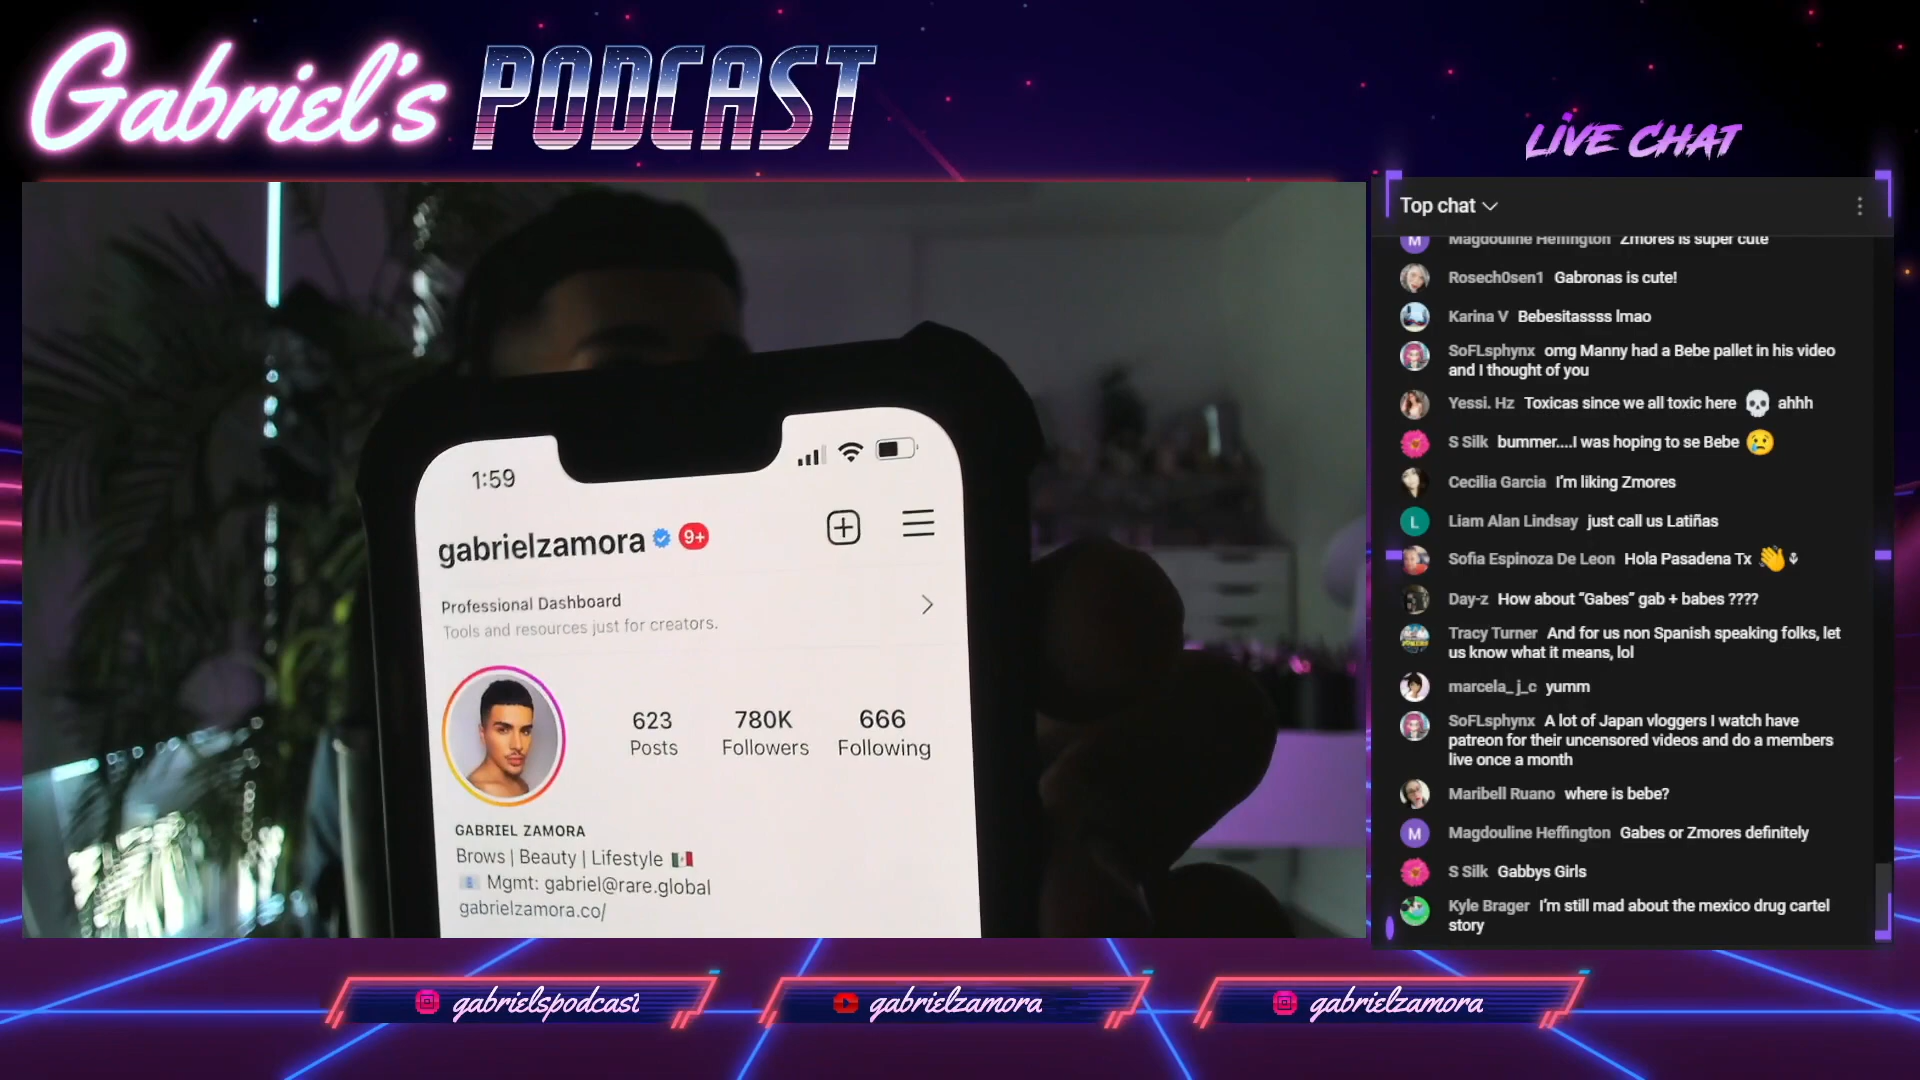 Gabriel's PODCAST
LIVE CHAT
Top chat
Magdouline Heffington Zmores is super cute
Rosech0sen1 Gabronas is cute!
Karina V Bebesitassss lmao
SoFLsphynx omg Manny had a Bebe pallet in his video
and I thought of you
Yessi. Hz Toxicas since we all toxic here 💀 ahhh
S Silk bummer....I was hoping to se Bebe 😢
Cecilia Garcia I'm liking Zmores
L
Liam Alan Lindsay just call us Latiñas
Sofia Espinoza De Leon Hola Pasadena Tx 👋
Day-z How about “Gabes” gab + babes ????
Tracy Turner And for us non Spanish speaking folks, let
us know what it means, lol
marcela_j_c yumm
SoFLsphynx A lot of Japan vloggers I watch have
patreon for their uncensored videos and do a members
live once a month
Maribell Ruano where is bebe?
M
Magdouline Heffington Gabes or Zmores definitely
S Silk Gabbys Girls
Kyle Brager I'm still mad about the mexico drug cartel
story
1:59
gabrielzamora 9+
Professional Dashboard
Tools and resources just for creators.
623 780K 666
Posts Followers Following
GABRIEL ZAMORA
Brows | Beauty | Lifestyle 🇲🇽
Mgmt: gabriel@rare.global
gabrielzamora.co/
gabrielspodcast
gabrielzamora
gabrielzamora